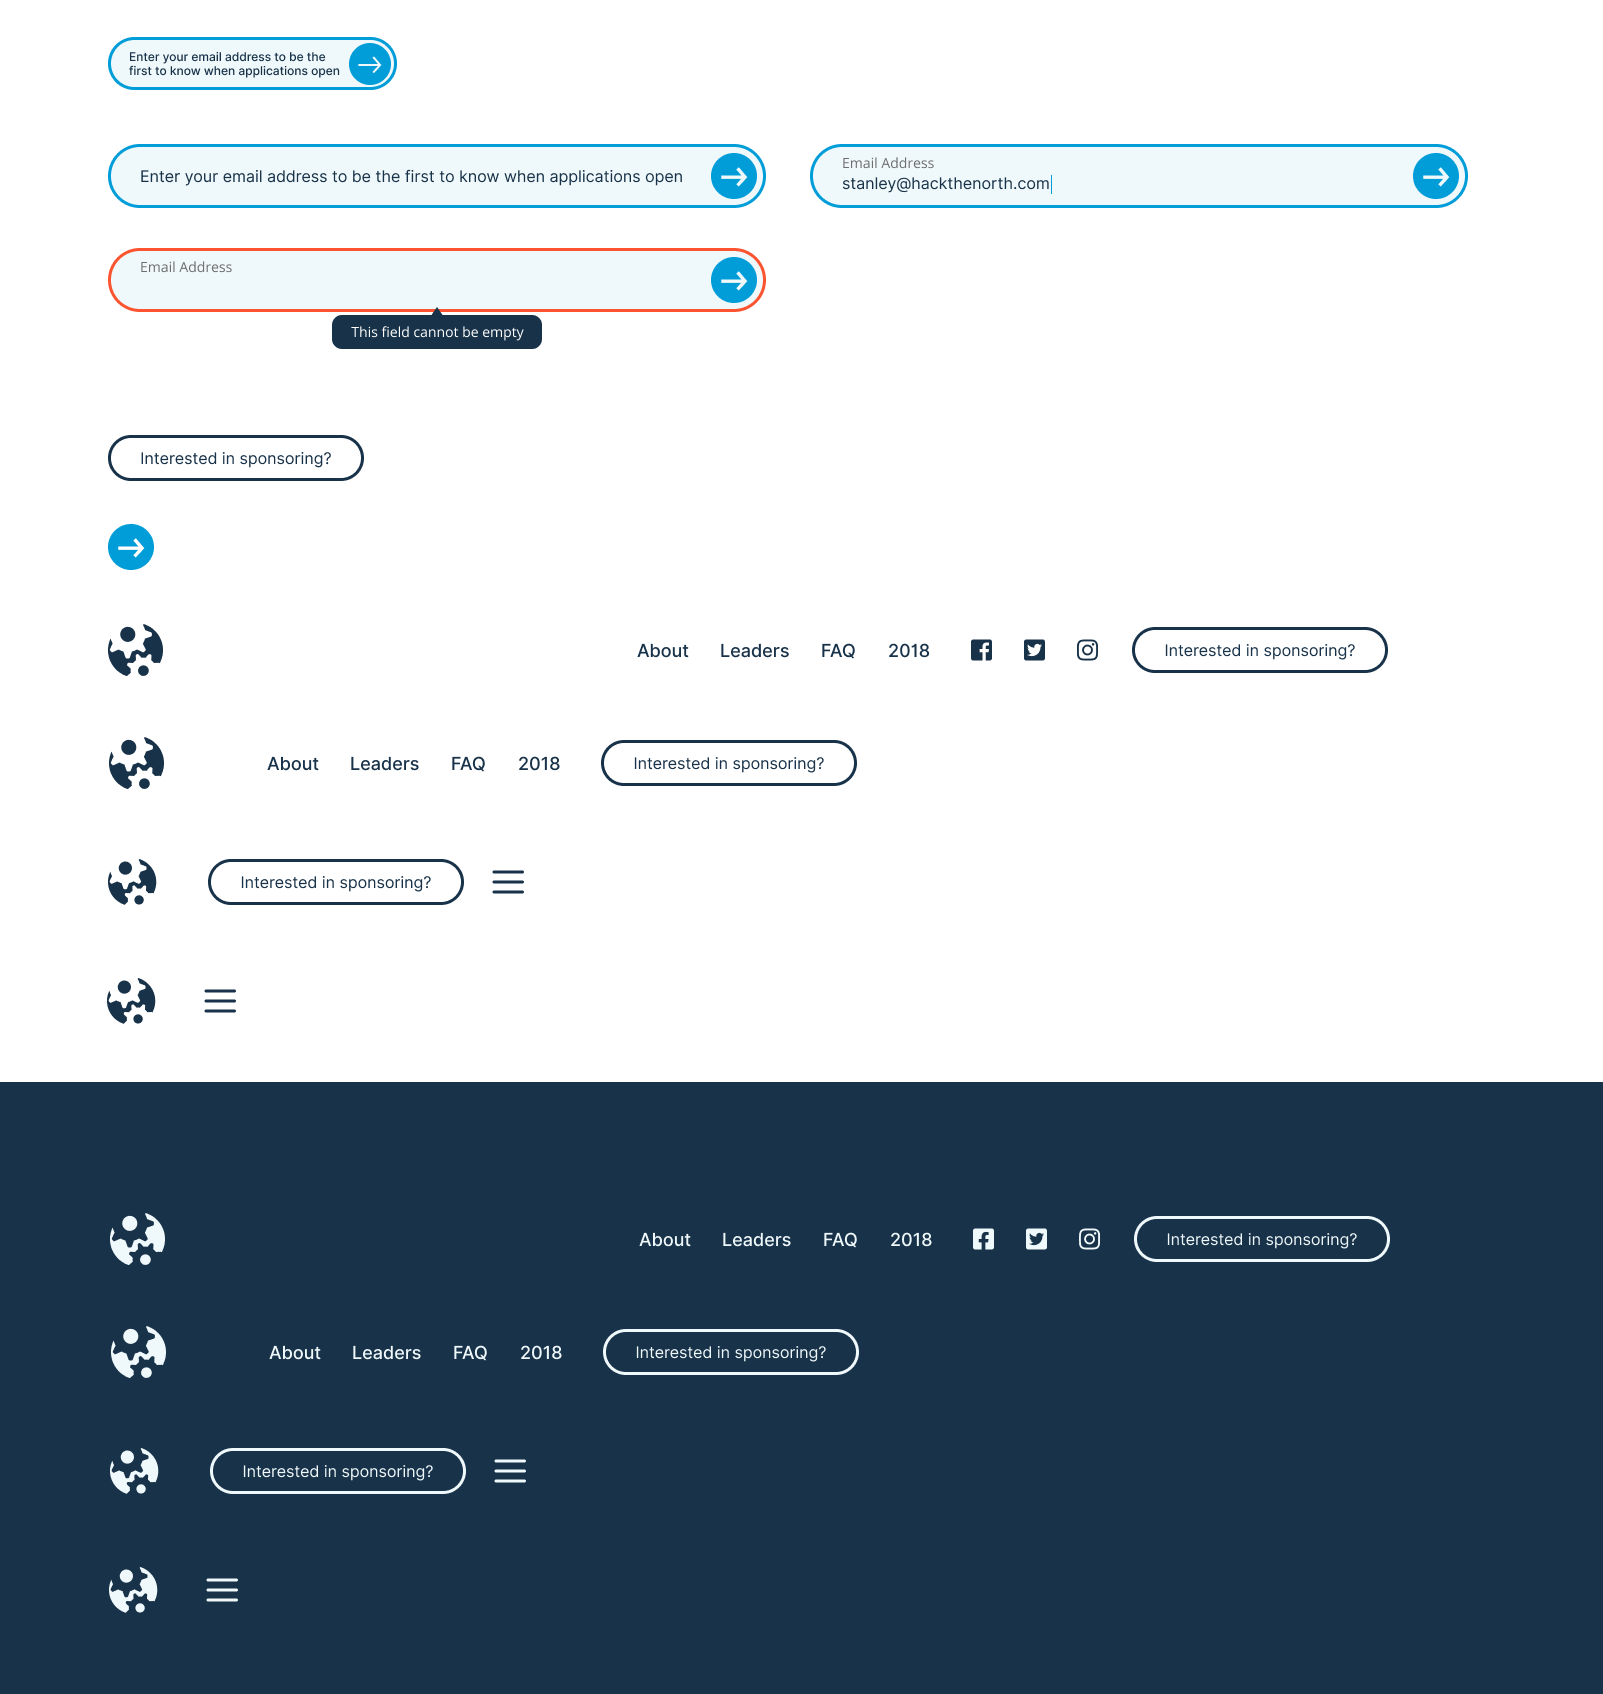 Enter your email address to be the
first to know when applications open
Enter your email address to be the first to know when applications open
Email Address
stanley@hackthenorth.com
Email Address
This field cannot be empty
Interested in sponsoring?
About Leaders FAQ 2018 Interested in sponsoring?
About Leaders FAQ 2018 Interested in sponsoring?
Interested in sponsoring?
About Leaders FAQ 2018 Interested in sponsoring?
About Leaders FAQ 2018 Interested in sponsoring?
Interested in sponsoring?